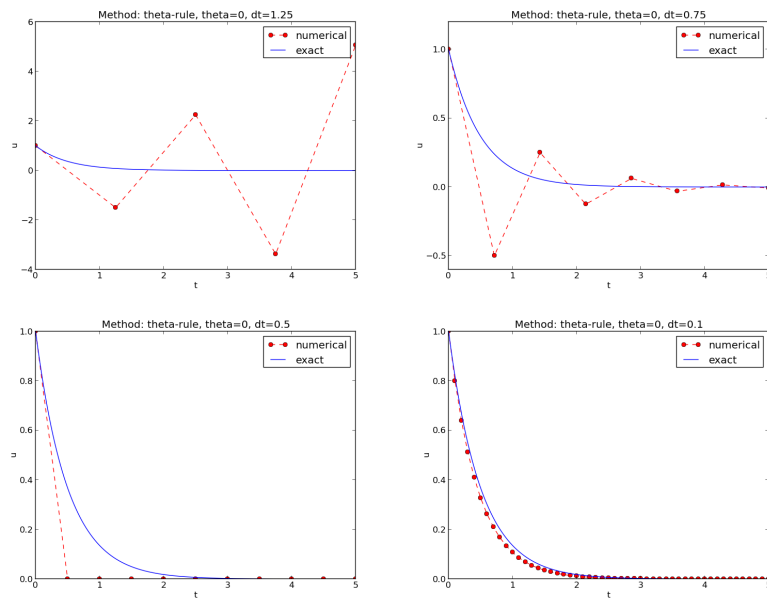 Method: theta-rule, theta=0, dt=1.25
6
4
2
0
−2
−4
u
numerical
exact
0 1 2 3 4 5
t
Method: theta-rule, theta=0, dt=0.75
1.0
0.5
0.0
−0.5
u
numerical
exact
0 1 2 3 4 5
t
Method: theta-rule, theta=0, dt=0.5
1.0
0.8
0.6
0.4
0.2
0.0
u
numerical
exact
0 1 2 3 4 5
t
Method: theta-rule, theta=0, dt=0.1
1.0
0.8
0.6
0.4
0.2
0.0
u
numerical
exact
0 1 2 3 4 5
t